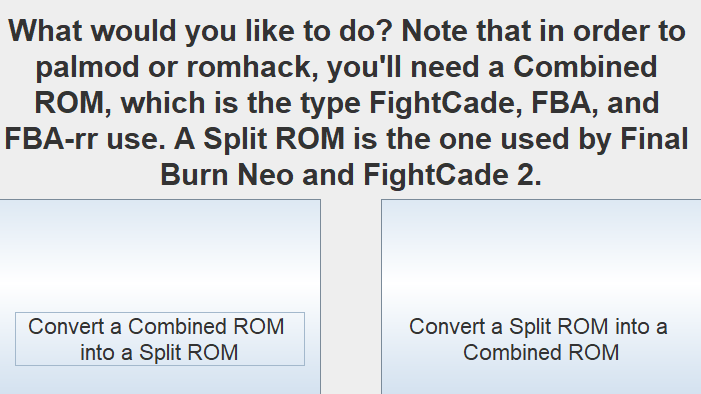 What would you like to do? Note that in order to
palmod or romhack, you'll need a Combined
ROM, which is the type FightCade, FBA, and
FBA-rr use. A Split ROM is the one used by Final
Burn Neo and FightCade 2.
Convert a Combined ROM
into a Split ROM
Convert a Split ROM into a
Combined ROM